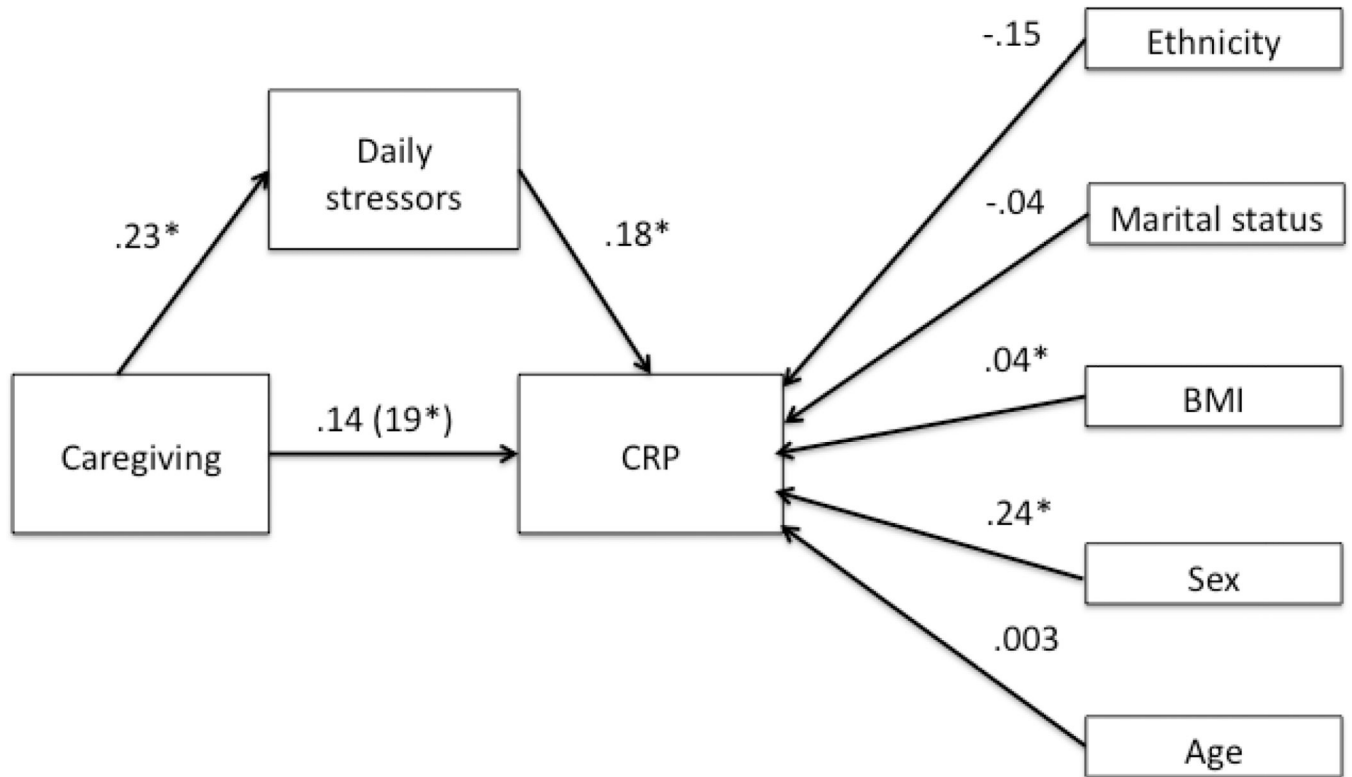 -.15
Ethnicity
Daily
stressors
-.04
Marital status
.23*
.18*
.04*
BMI
.14 (19*)
Caregiving
CRP
.24*
Sex
.003
Age